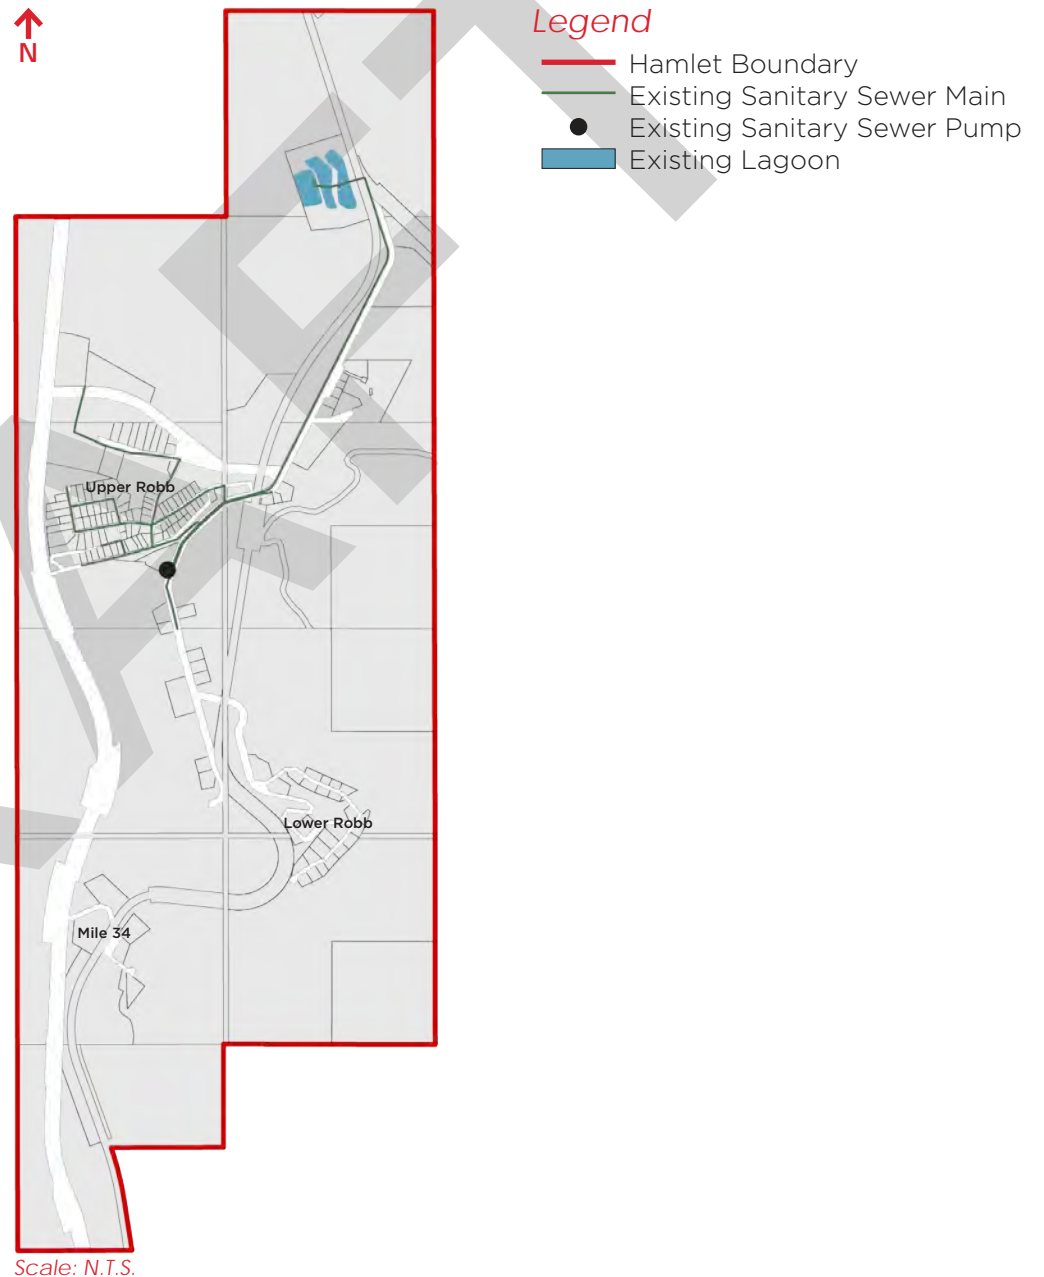 N
Legend
Hamlet Boundary
Existing Sanitary Sewer Main
Existing Sanitary Sewer Pump
Existing Lagoon
Upper Robb
Lower Robb
Mile 34
Scale: N.T.S.